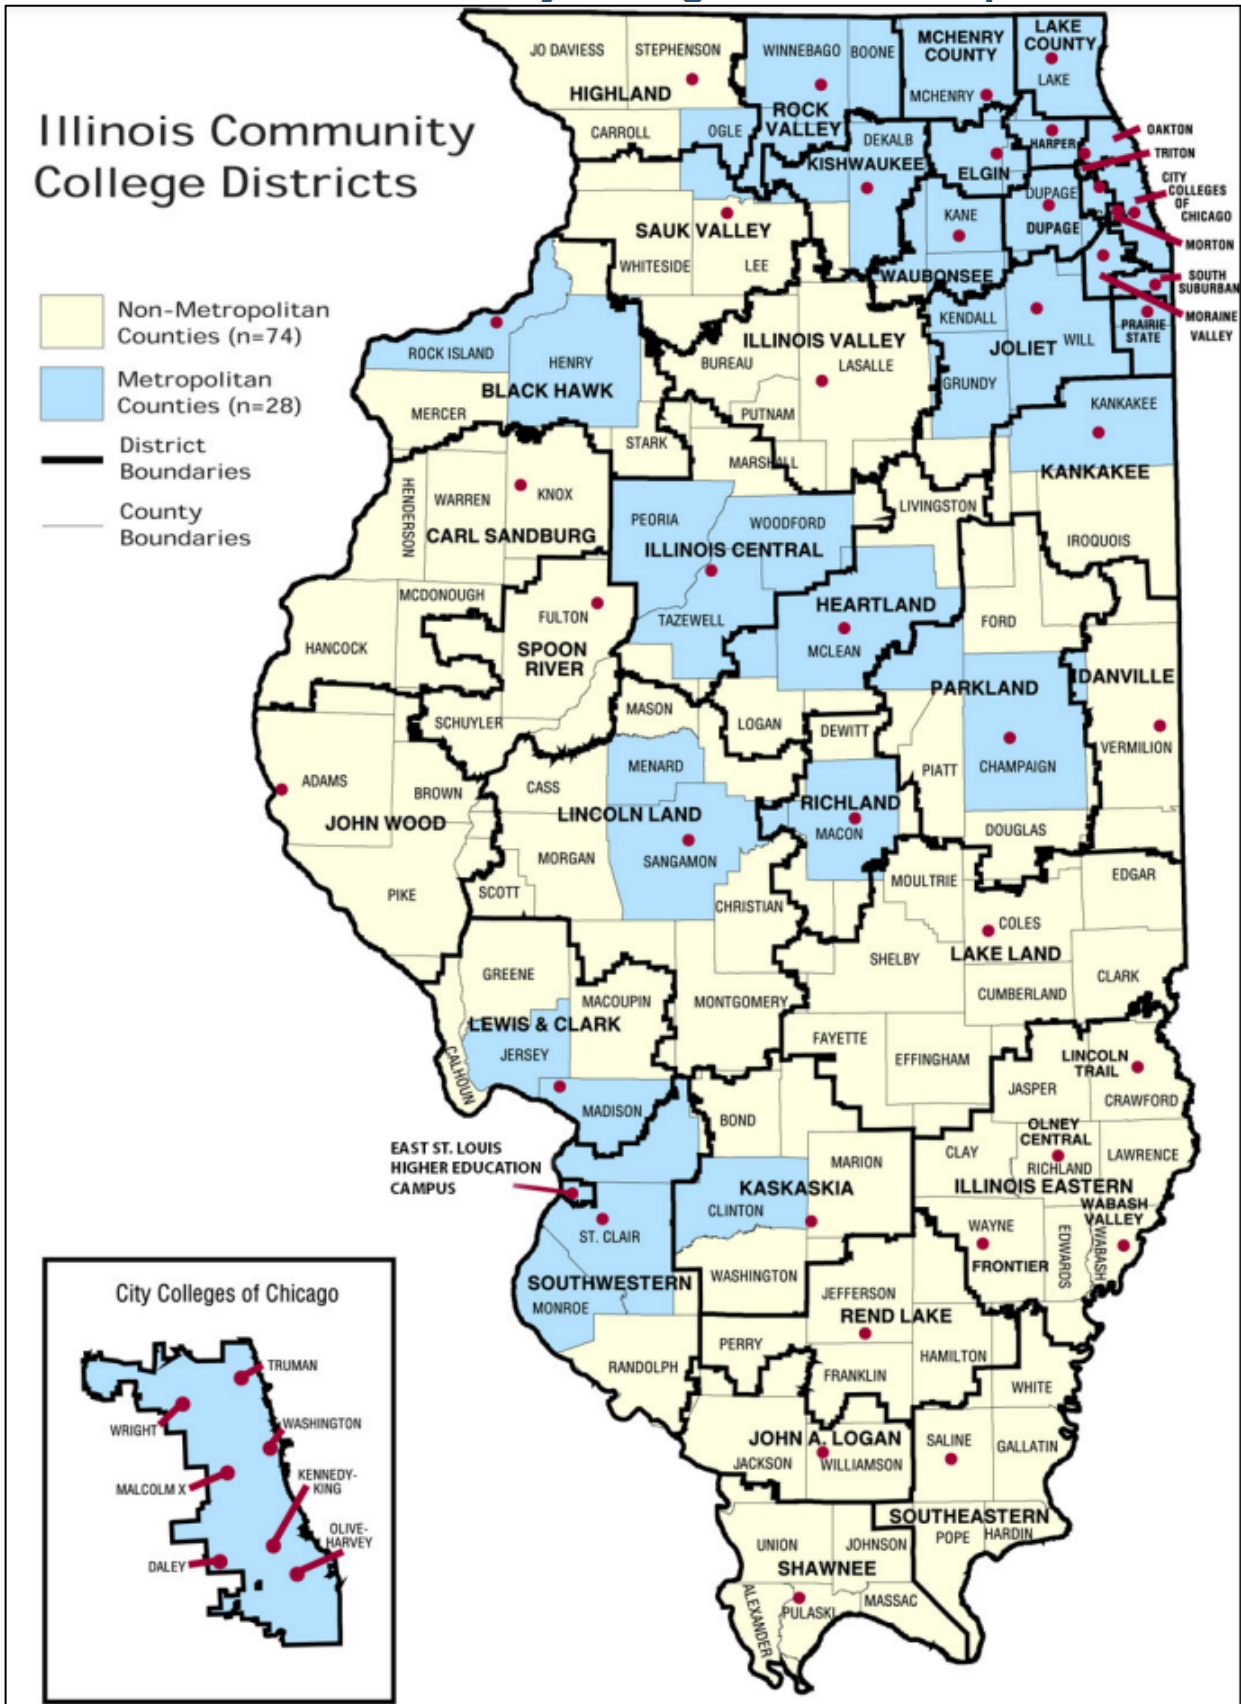 Illinois Community
College Districts
Non-Metropolitan
Counties (n=74)
Metropolitan
Counties (n=28)
District
Boundaries
County
Boundaries
JO DAVIESS
STEPHENSON
HIGHLAND
CARROLL
WINNEBAGO
BOONE
ROCK
VALLEY
OGLE
MCHENRY
COUNTY
MCHENRY
LAKE
COUNTY
LAKE
DEKALB
KISHWAUKEE
ELGIN
HARPER
OAKTON
TRITON
CITY
COLLEGES
OF
CHICAGO
MORTON
SOUTH
SUBURBAN
MORAINE
VALLEY
PRAIRIE
STATE
DUPAGE
DUPAGE
KANE
WAUBONSEE
SAUK VALLEY
WHITESIDE
LEE
KENDALL
JOLIET
WILL
GRUNDY
ILLINOIS VALLEY
BUREAU
LASALLE
PUTNAM
MARSHALL
STARK
ROCK ISLAND
HENRY
BLACK HAWK
MERCER
KANKAKEE
KANKAKEE
IROQUOIS
HENDERSON
WARREN
KNOX
CARL SANDBURG
PEORIA
WOODFORD
ILLINOIS CENTRAL
TAZEWELL
LIVINGSTON
HEARTLAND
MCLEAN
FORD
MCDONOUGH
HANCOCK
FULTON
SPOON
RIVER
SCHUYLER
MASON
LOGAN
DEWITT
PARKLAND
CHAMPAIGN
PIATT
DOUGLAS
DANVILLE
VERMILION
ADAMS
BROWN
JOHN WOOD
PIKE
CASS
MENARD
LINCOLN LAND
SANGAMON
MORGAN
SCOTT
CHRISTIAN
RICHLAND
MACON
MOULTRIE
COLES
EDGAR
LAKE LAND
SHELBY
CUMBERLAND
CLARK
GREENE
MACOUPIN
MONTGOMERY
LEWIS & CLARK
JERSEY
CALHOUN
MADISON
FAYETTE
EFFINGHAM
LINCOLN
TRAIL
JASPER
CRAWFORD
BOND
OLNEY
CENTRAL
CLAY
RICHLAND
LAWRENCE
ILLINOIS EASTERN
WABASH
VALLEY
WAYNE
FRONTIER
EDWARDS
WABASH
EAST ST. LOUIS
HIGHER EDUCATION
CAMPUS
MARION
KASKASKIA
CLINTON
WASHINGTON
ST. CLAIR
SOUTHWESTERN
MONROE
RANDOLPH
JEFFERSON
REND LAKE
PERRY
FRANKLIN
HAMILTON
WHITE
JOHN A. LOGAN
JACKSON
WILLIAMSON
SALINE
GALLATIN
SOUTHEASTERN
POPE
HARDIN
UNION
JOHNSON
SHAWNEE
ALEXANDER
PULASKI
MASSAC
City Colleges of Chicago
TRUMAN
WRIGHT
WASHINGTON
MALCOLM X
KENNEDY-
KING
OLIVE-
HARVEY
DALEY